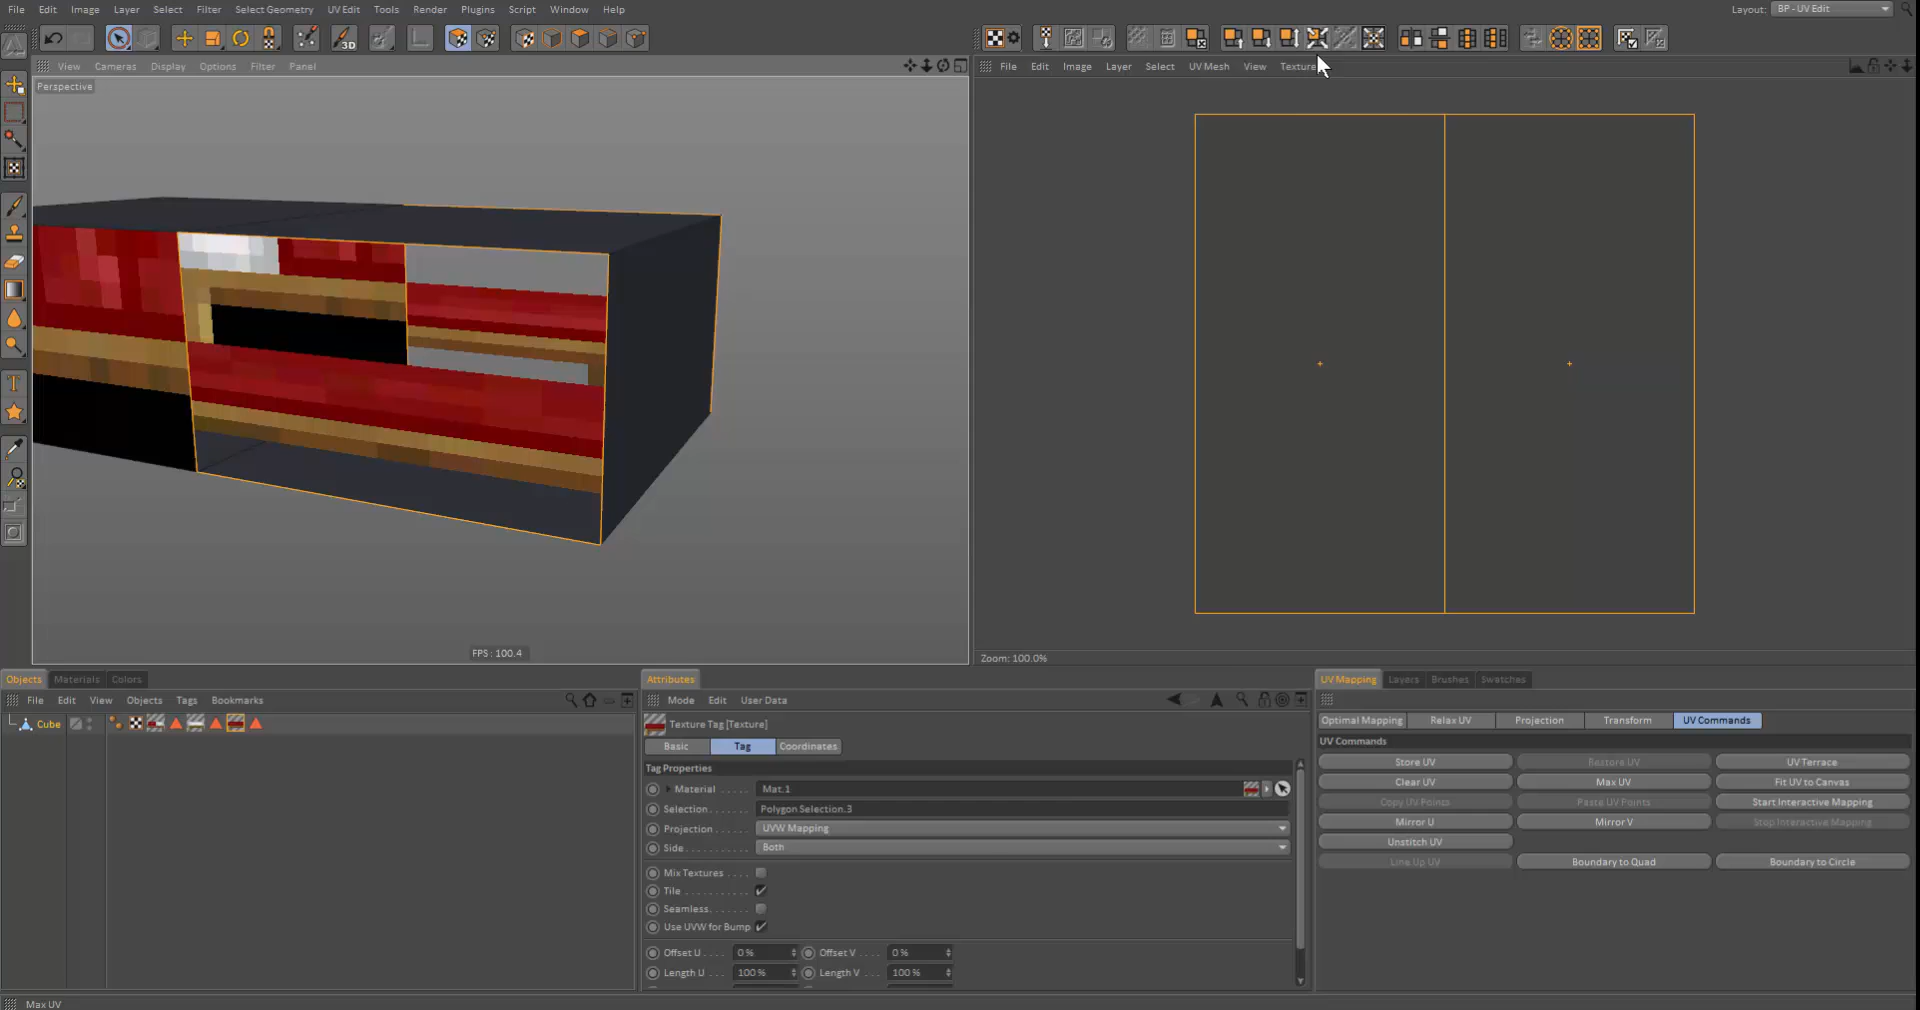 File Edit Image Layer Select Filter Select Geometry UV Edit Tools Render Plugins Script Window Help
Layout: BP - UV Edit
3D
View Cameras Display Options Filter Panel
File Edit Image Layer Select UV Mesh View Textures
Perspective
FPS : 100.4
Zoom: 100.0%
Objects Materials Colors
File Edit View Objects Tags Bookmarks
Cube
Attributes
Mode Edit User Data
Texture Tag [Texture]
Basic Tag Coordinates
Tag Properties
Material . . . . . Mat.1
Selection. . . . . . . . Polygon Selection.3
Projection . . . . . . . UVW Mapping
Side . . . . . . . . . . . Both
Mix Textures . . . .
Tile . . . . . . . . . . .
Seamless. . . . . . .
Use UVW for Bump
Offset U . . . . 0 % Offset V . . . . 0 %
Length U . . . 100 % Length V . . . 100 %
UV Mapping Layers Brushes Swatches
Optimal Mapping Relax UV Projection Transform UV Commands
UV Commands
Store UV Restore UV UV Terrace
Clear UV Max UV Fit UV to Canvas
Copy UV Points Paste UV Points Start Interactive Mapping
Mirror U Mirror V Stop Interactive Mapping
Unstitch UV
Line Up UV Boundary to Quad Boundary to Circle
Max UV